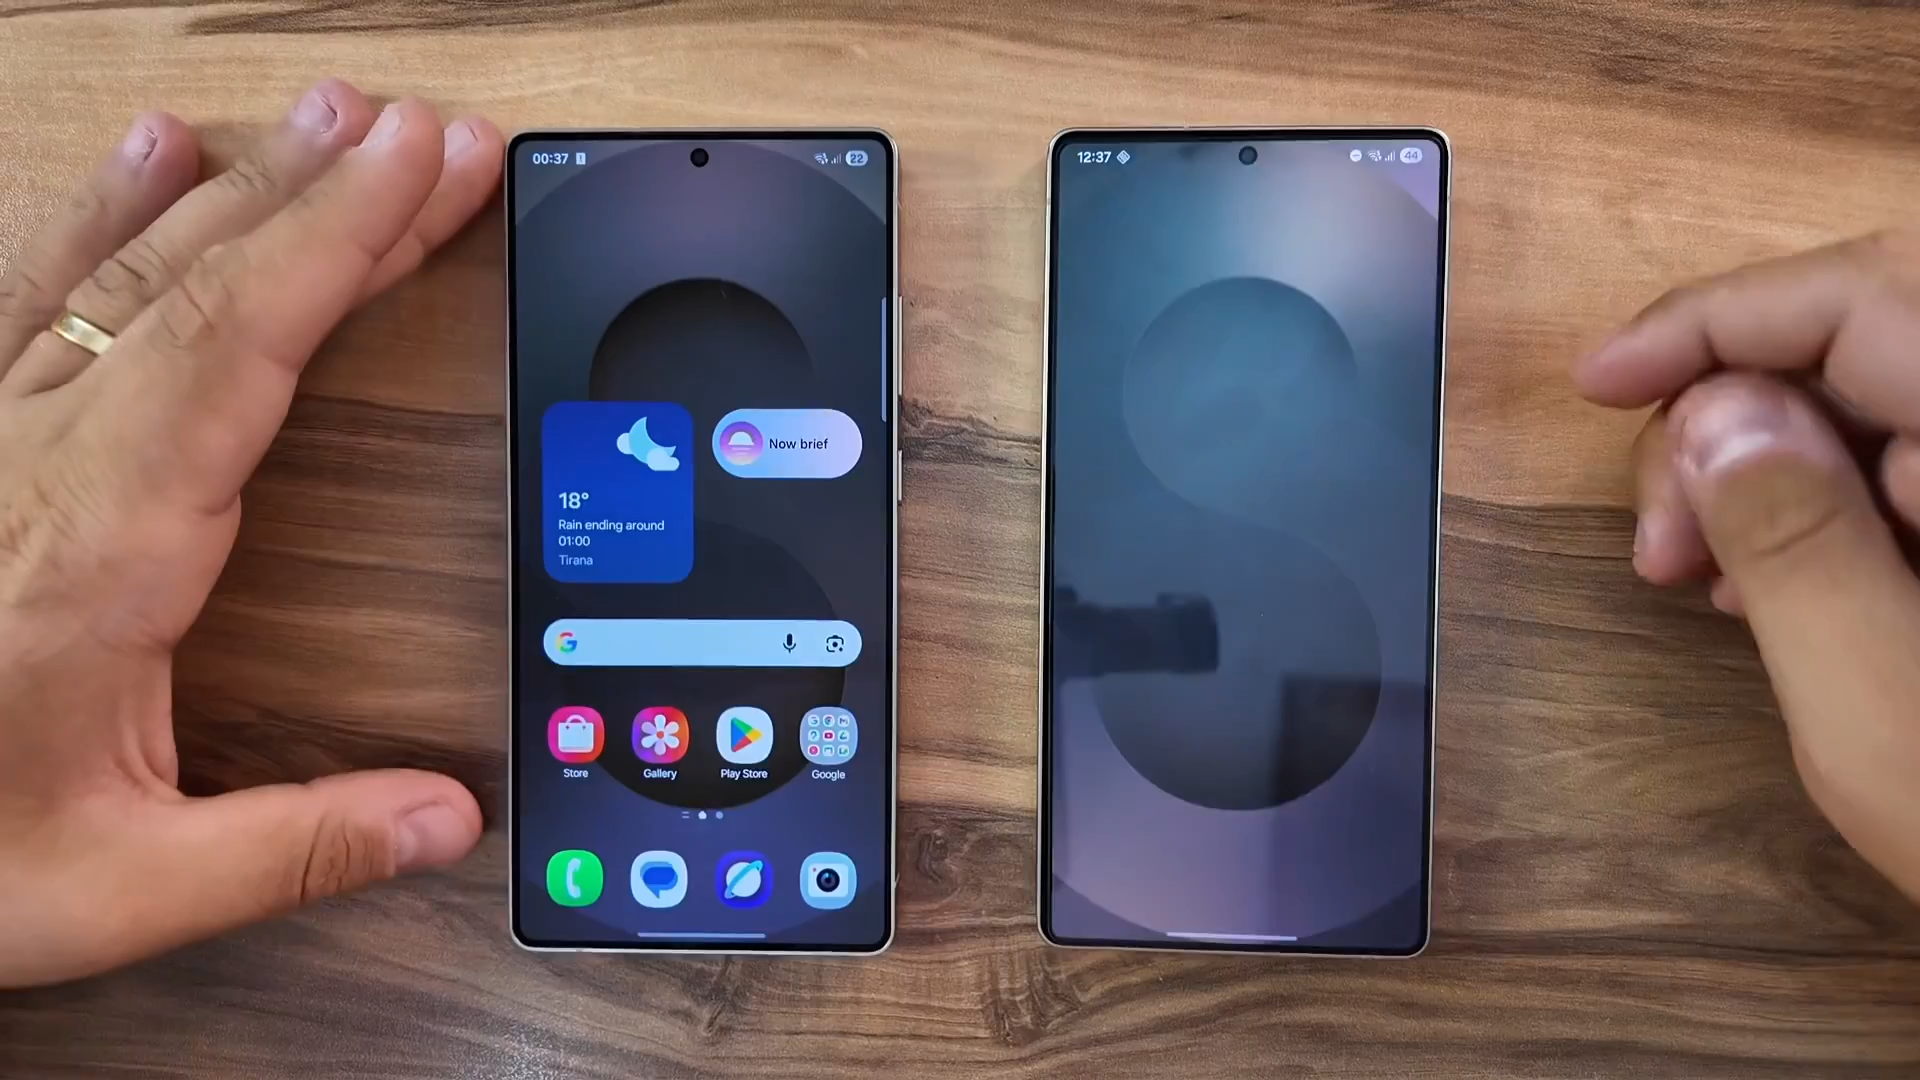 00:37
22
12:37
44
Now brief
18°
Rain ending around
01:00
Tirana
Store
Gallery
Play Store
Google